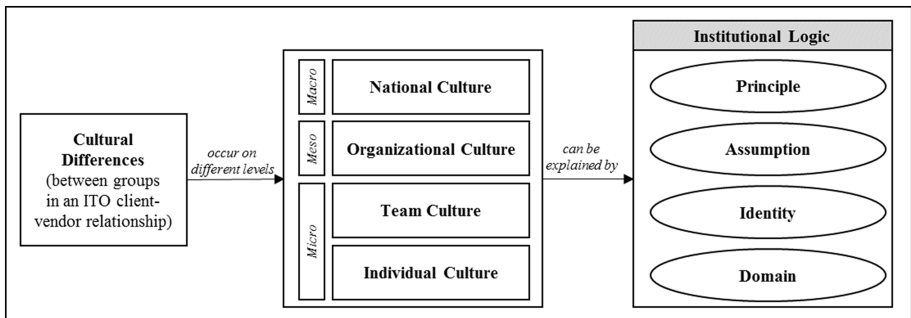 Cultural
Differences
(between groups
in an ITO client-
vendor relationship)
occur on
different levels
Macro
National Culture
Meso
Organizational Culture
Micro
Team Culture
Individual Culture
can be
explained by
Institutional Logic
Principle
Assumption
Identity
Domain